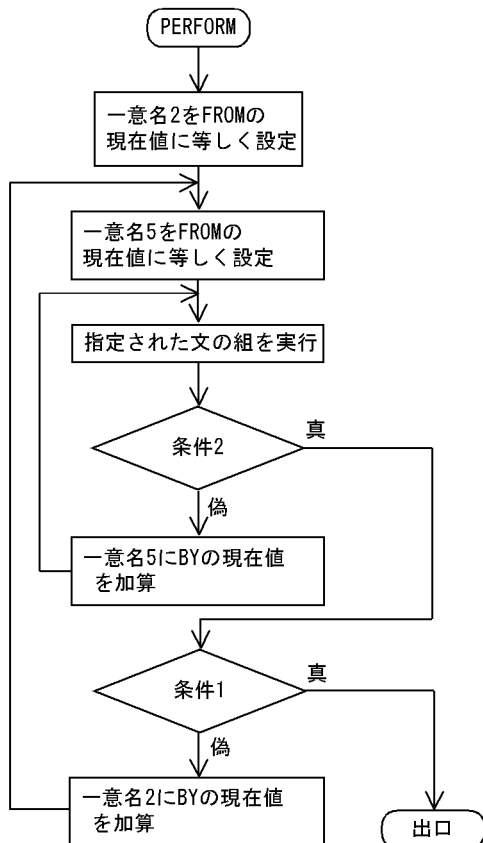 PERFORM
一意名2をFROMの
現在値に等しく設定
一意名5をFROMの
現在値に等しく設定
指定された文の組を実行
条件2
真
偽
一意名5にBYの現在値
を加算
条件1
真
偽
一意名2にBYの現在値
を加算
出口